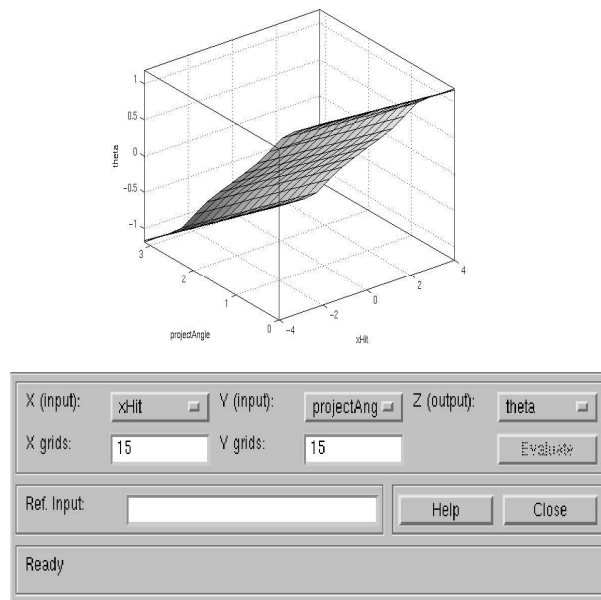 1
0.5
0
-0.5
-1
theta
3
2
1
0
projectAngle
-4
-2
0
2
4
xHit
X (input): xHit Y (input): projectAng Z (output): theta
X grids: 15 Y grids: 15 Evaluate
Ref. Input: Help Close
Ready